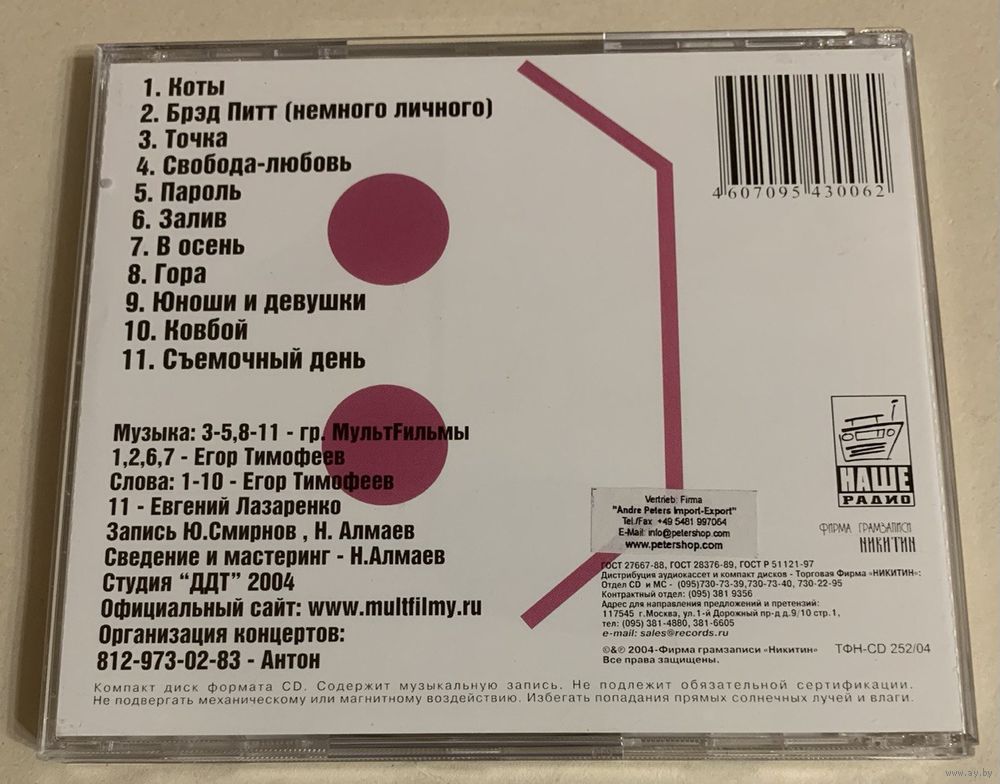 1. Коты
2. Брэд Питт (немного личного)
3. Точка
4. Свобода-любовь
5. Пароль
6. Залив
7. В осень
8. Гора
9. Юноши и девушки
10. Ковбой
11. Съемочный день
4607095430062
Музыка: 3-5,8-11 - гр. МультFильмы
1,2,6,7 - Егор Тимофеев
Слова: 1-10 - Егор Тимофеев
11 - Евгений Лазаренко
Запись Ю.Смирнов , Н. Алмаев
Сведение и мастеринг - Н.Алмаев
Студия “ДДТ” 2004
Официальный сайт: www.multfilmy.ru
Организация концертов:
812-973-02-83 - Антон
НАШЕ
РАДИО
ФИРМА ГРАМЗАПИСИ
НИКИТИН
Vertrieb: Firma
"Andre Peters Import-Export"
Tel./Fax +49 5481 997064
E-Mail: info@petershop.com
www.petershop.com
ГОСТ 27667-88, ГОСТ 28376-89, ГОСТ Р 51121-97
Дистрибуция аудиокассет и компакт дисков - Торговая Фирма «НИКИТИН»:
Отдел CD и МС - (095)730-73-39,730-73-40, 730-22-95
Контрактный отдел: (095) 381 9356
Адрес для направления предложений и претензий:
117545 г.Москва, ул.1-й Дорожный пр-д д.9/10 стр.1,
тел: (095) 381-4880, 381-6605
e-mail: sales@records.ru
©&℗ 2004-Фирма грамзаписи «Никитин»
Все права защищены.
ТФН-CD 252/04
Компакт диск формата CD. Содержит музыкальную запись. Не подлежит обязательной сертификации.
Не подвергать механическому или магнитному воздействию. Избегать попадания прямых солнечных лучей и влаги.
www.ay.by